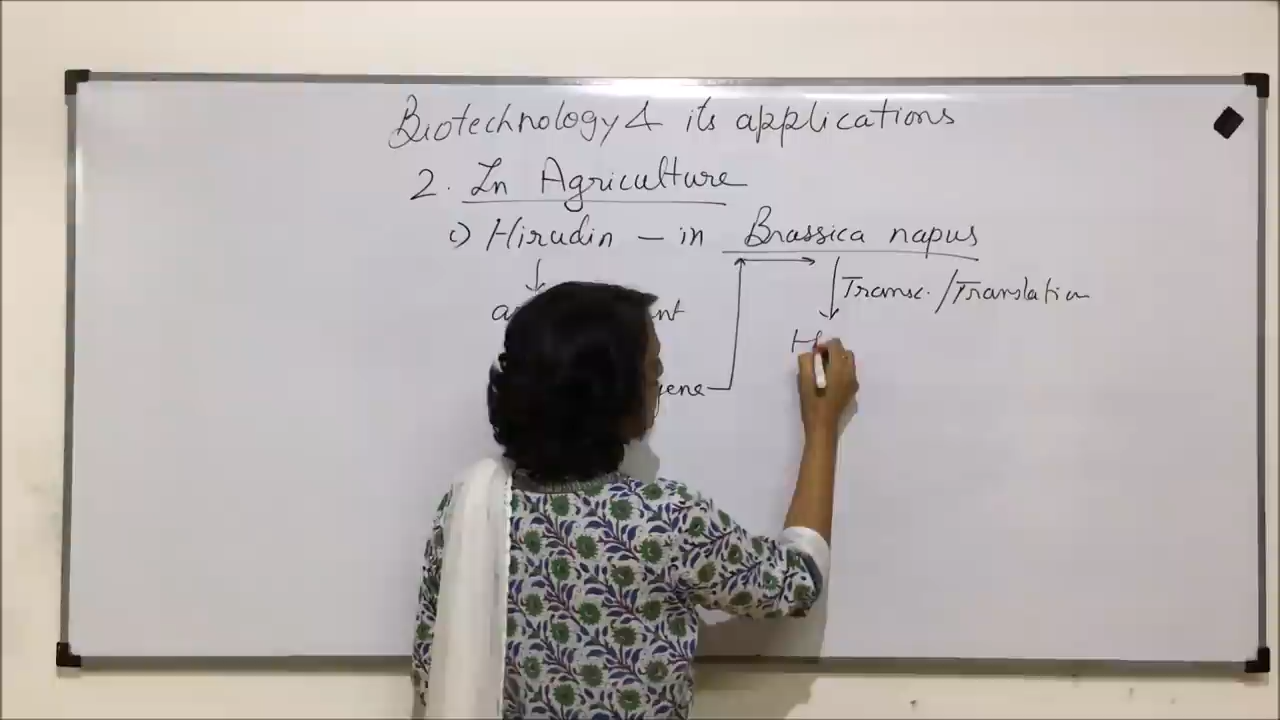 Biotechnology & its applications
2. In Agriculture
c) Hirudin — in Brassica napus
Transc. / Translation